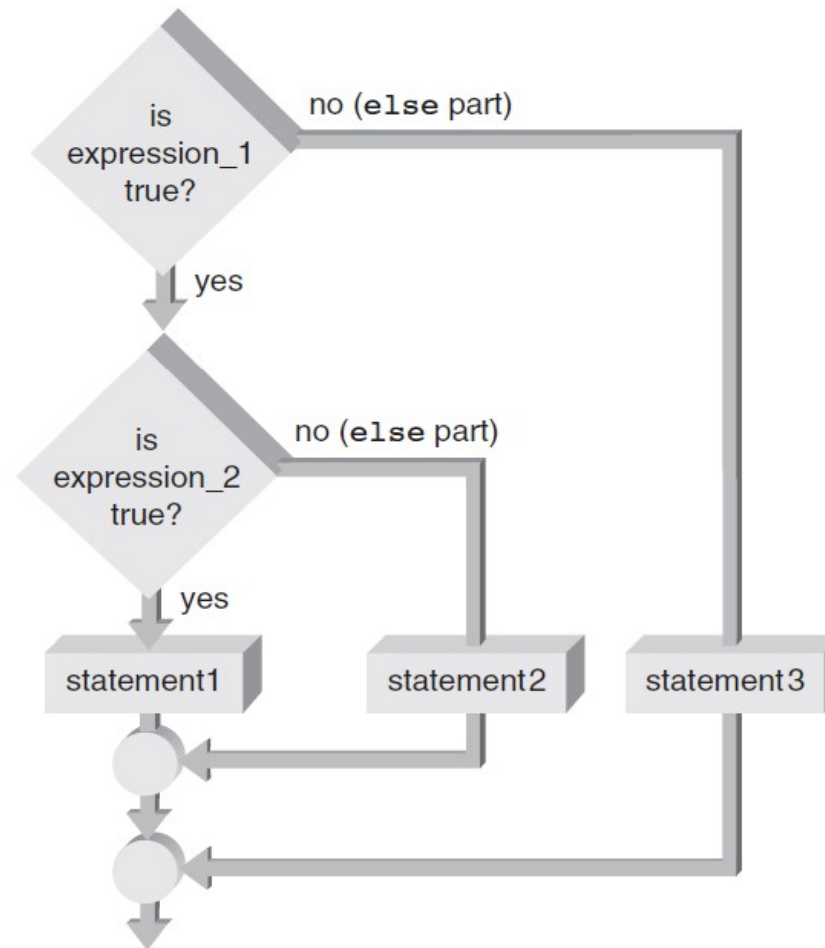 is
expression_1
true?
no (else part)
yes
is
expression_2
true?
no (else part)
yes
statement1
statement2
statement3